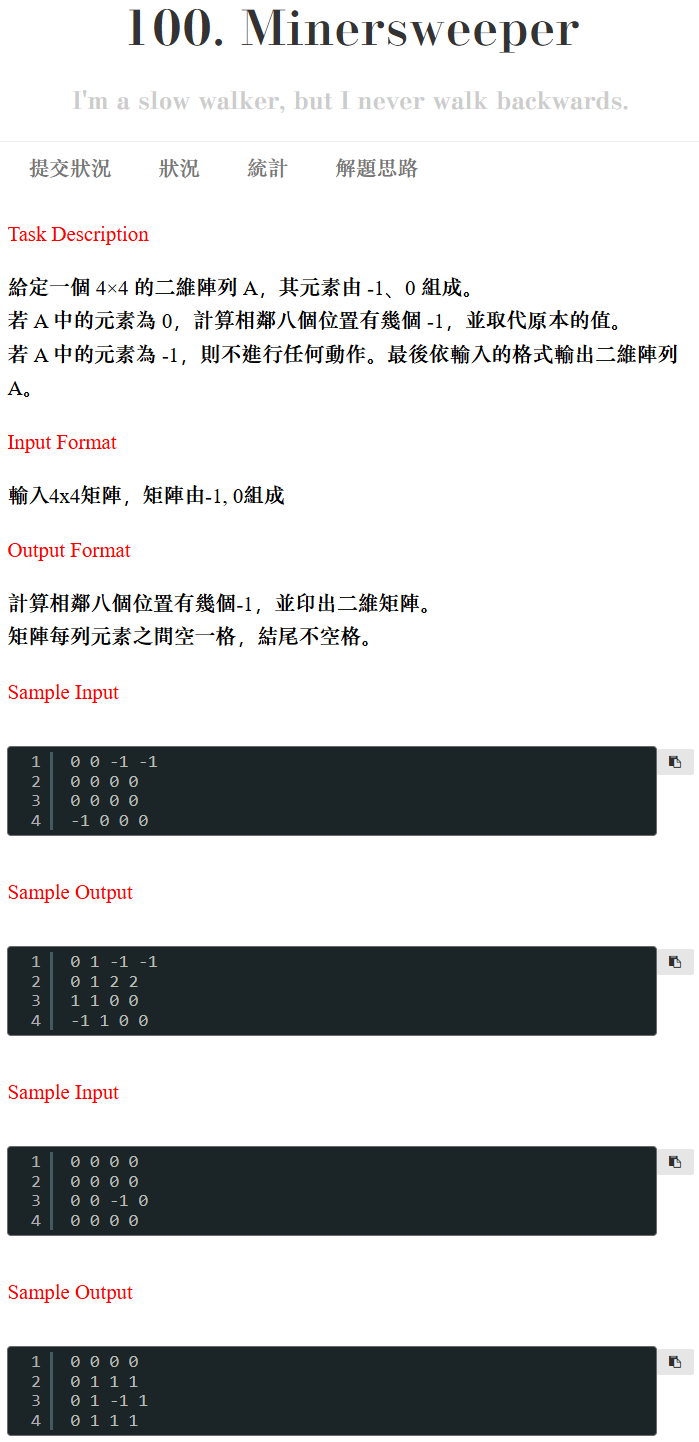 100. Minersweeper
I'm a slow walker, but I never walk backwards.
提交狀況 狀況 統計 解題思路
Task Description
給定一個 4×4 的二維陣列 A，其元素由 -1、0 組成。
若 A 中的元素為 0，計算相鄰八個位置有幾個 -1，並取代原本的值。
若 A 中的元素為 -1，則不進行任何動作。最後依輸入的格式輸出二維陣列
A。
Input Format
輸入4x4矩陣，矩陣由-1, 0組成
Output Format
計算相鄰八個位置有幾個-1，並印出二維矩陣。
矩陣每列元素之間空一格，結尾不空格。
Sample Input
1 0 0 -1 -1
2 0 0 0 0
3 0 0 0 0
4 -1 0 0 0
Sample Output
1 0 1 -1 -1
2 0 1 2 2
3 1 1 0 0
4 -1 1 0 0
Sample Input
1 0 0 0 0
2 0 0 0 0
3 0 0 -1 0
4 0 0 0 0
Sample Output
1 0 0 0 0
2 0 1 1 1
3 0 1 -1 1
4 0 1 1 1